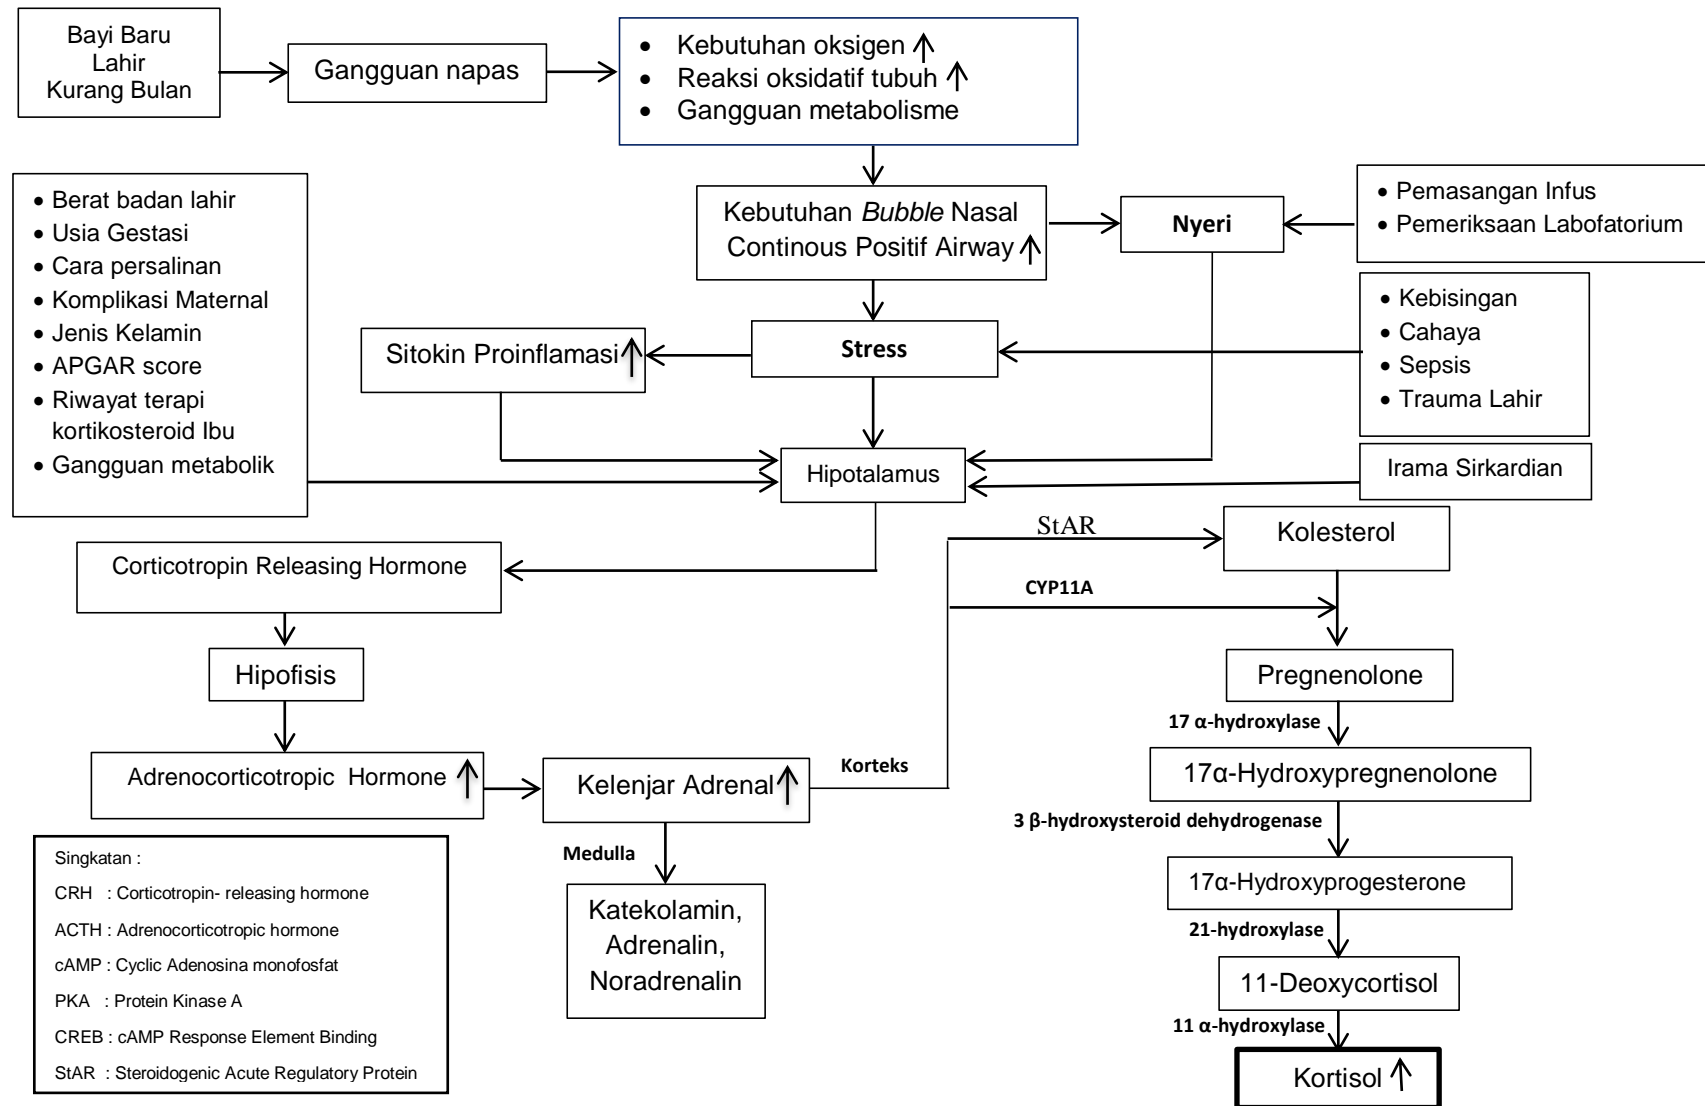 Bayi Baru
Lahir
Kurang Bulan
Gangguan napas
• Kebutuhan oksigen ↑
• Reaksi oksidatif tubuh ↑
• Gangguan metabolisme
• Berat badan lahir
• Usia Gestasi
• Cara persalinan
• Komplikasi Maternal
• Jenis Kelamin
• APGAR score
• Riwayat terapi
kortikosteroid Ibu
• Gangguan metabolik
Kebutuhan Bubble Nasal
Continous Positif Airway ↑
Nyeri
• Pemasangan Infus
• Pemeriksaan Labofatorium
• Kebisingan
• Cahaya
• Sepsis
• Trauma Lahir
Sitokin Proinflamasi ↑
Stress
Hipotalamus
Irama Sirkardian
Corticotropin Releasing Hormone
Hipofisis
Adrenocorticotropic Hormone ↑
Kelenjar Adrenal ↑
Korteks
Medulla
Katekolamin,
Adrenalin,
Noradrenalin
StAR
Kolesterol
CYP11A
Pregnenolone
17 α-hydroxylase
17α-Hydroxypregnenolone
3 β-hydroxysteroid dehydrogenase
17α-Hydroxyprogesterone
21-hydroxylase
11-Deoxycortisol
11 α-hydroxylase
Kortisol ↑
Singkatan :
CRH : Corticotropin- releasing hormone
ACTH : Adrenocorticotropic hormone
cAMP : Cyclic Adenosina monofosfat
PKA : Protein Kinase A
CREB : cAMP Response Element Binding
StAR : Steroidogenic Acute Regulatory Protein